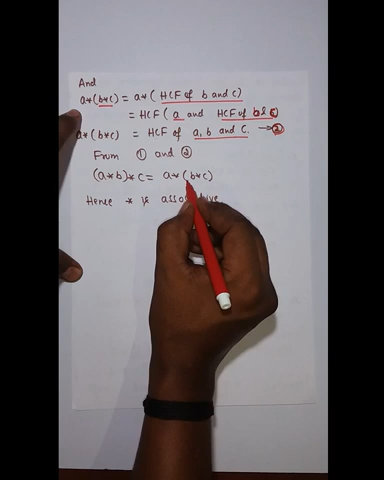 And
a*(b*c) = a*( HCF of b and c)
= HCF ( a and HCF of b & c)
a*(b*c) = HCF of a, b and c. → ②
From ① and ②
(a*b)*c = a*(b*c)
Hence * is